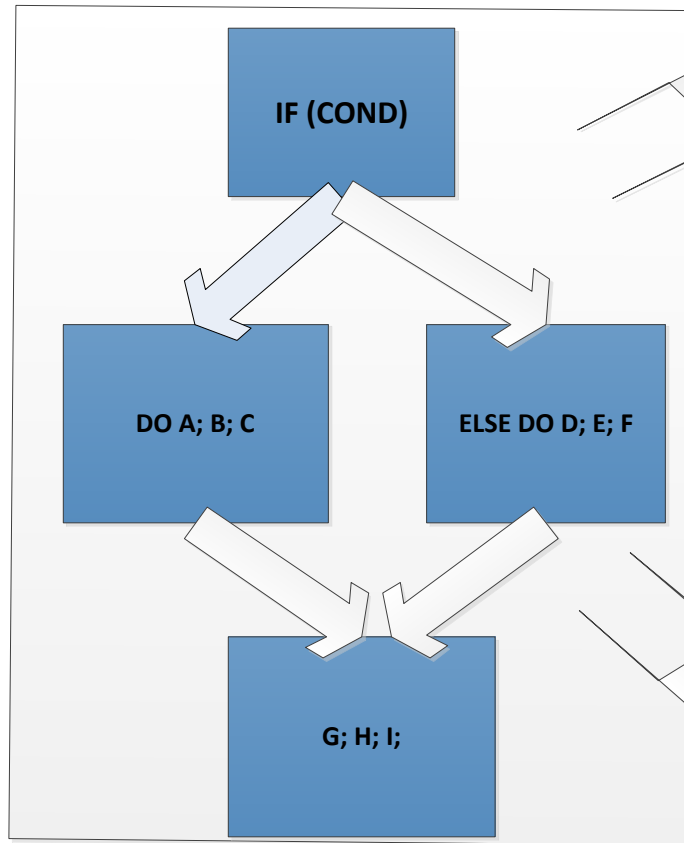 IF (COND)
DO A; B; C
ELSE DO D; E; F
G; H; I;